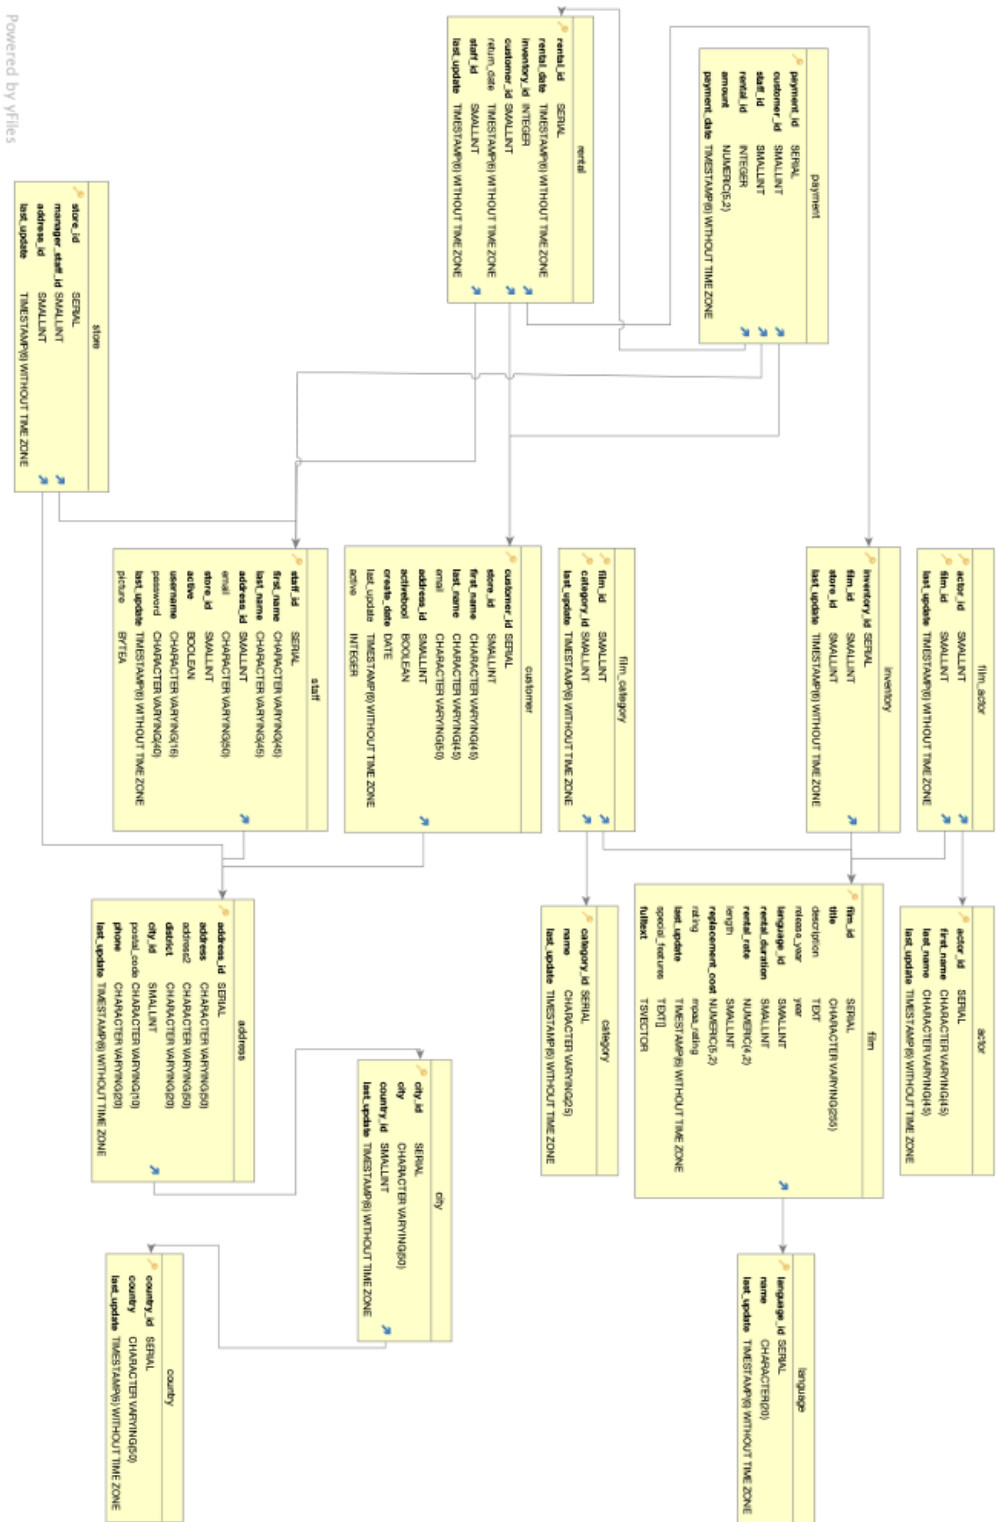 film_actor
actor_id SMALLINT
film_id SMALLINT
last_update TIMESTAMP(6) WITHOUT TIME ZONE
actor
actor_id SERIAL
first_name CHARACTER VARYING(45)
last_name CHARACTER VARYING(45)
last_update TIMESTAMP(6) WITHOUT TIME ZONE
payment
payment_id SERIAL
customer_id SMALLINT
staff_id SMALLINT
rental_id INTEGER
amount NUMERIC(5,2)
payment_date TIMESTAMP(6) WITHOUT TIME ZONE
inventory
inventory_id SERIAL
film_id SMALLINT
store_id SMALLINT
last_update TIMESTAMP(6) WITHOUT TIME ZONE
film
film_id SERIAL
title CHARACTER VARYING(255)
description TEXT
release_year year
language_id SMALLINT
rental_duration SMALLINT
rental_rate NUMERIC(4,2)
length SMALLINT
replacement_cost NUMERIC(5,2)
rating mpaa_rating
last_update TIMESTAMP(6) WITHOUT TIME ZONE
special_features TEXT[]
fulltext TSVECTOR
language
language_id SERIAL
name CHARACTER(20)
last_update TIMESTAMP(6) WITHOUT TIME ZONE
rental
rental_id SERIAL
rental_date TIMESTAMP(6) WITHOUT TIME ZONE
inventory_id INTEGER
customer_id SMALLINT
return_date TIMESTAMP(6) WITHOUT TIME ZONE
staff_id SMALLINT
last_update TIMESTAMP(6) WITHOUT TIME ZONE
film_category
film_id SMALLINT
category_id SMALLINT
last_update TIMESTAMP(6) WITHOUT TIME ZONE
category
category_id SERIAL
name CHARACTER VARYING(25)
last_update TIMESTAMP(6) WITHOUT TIME ZONE
customer
customer_id SERIAL
store_id SMALLINT
first_name CHARACTER VARYING(45)
last_name CHARACTER VARYING(45)
email CHARACTER VARYING(50)
address_id SMALLINT
activebool BOOLEAN
create_date DATE
last_update TIMESTAMP(6) WITHOUT TIME ZONE
active INTEGER
city
city_id SERIAL
city CHARACTER VARYING(50)
country_id SMALLINT
last_update TIMESTAMP(6) WITHOUT TIME ZONE
staff
staff_id SERIAL
first_name CHARACTER VARYING(45)
last_name CHARACTER VARYING(45)
address_id SMALLINT
email CHARACTER VARYING(50)
store_id SMALLINT
active BOOLEAN
username CHARACTER VARYING(16)
password CHARACTER VARYING(40)
last_update TIMESTAMP(6) WITHOUT TIME ZONE
picture BYTEA
address
address_id SERIAL
address CHARACTER VARYING(50)
address2 CHARACTER VARYING(50)
district CHARACTER VARYING(20)
city_id SMALLINT
postal_code CHARACTER VARYING(10)
phone CHARACTER VARYING(20)
last_update TIMESTAMP(6) WITHOUT TIME ZONE
country
country_id SERIAL
country CHARACTER VARYING(50)
last_update TIMESTAMP(6) WITHOUT TIME ZONE
store
store_id SERIAL
manager_staff_id SMALLINT
address_id SMALLINT
last_update TIMESTAMP(6) WITHOUT TIME ZONE
Powered by yFiles